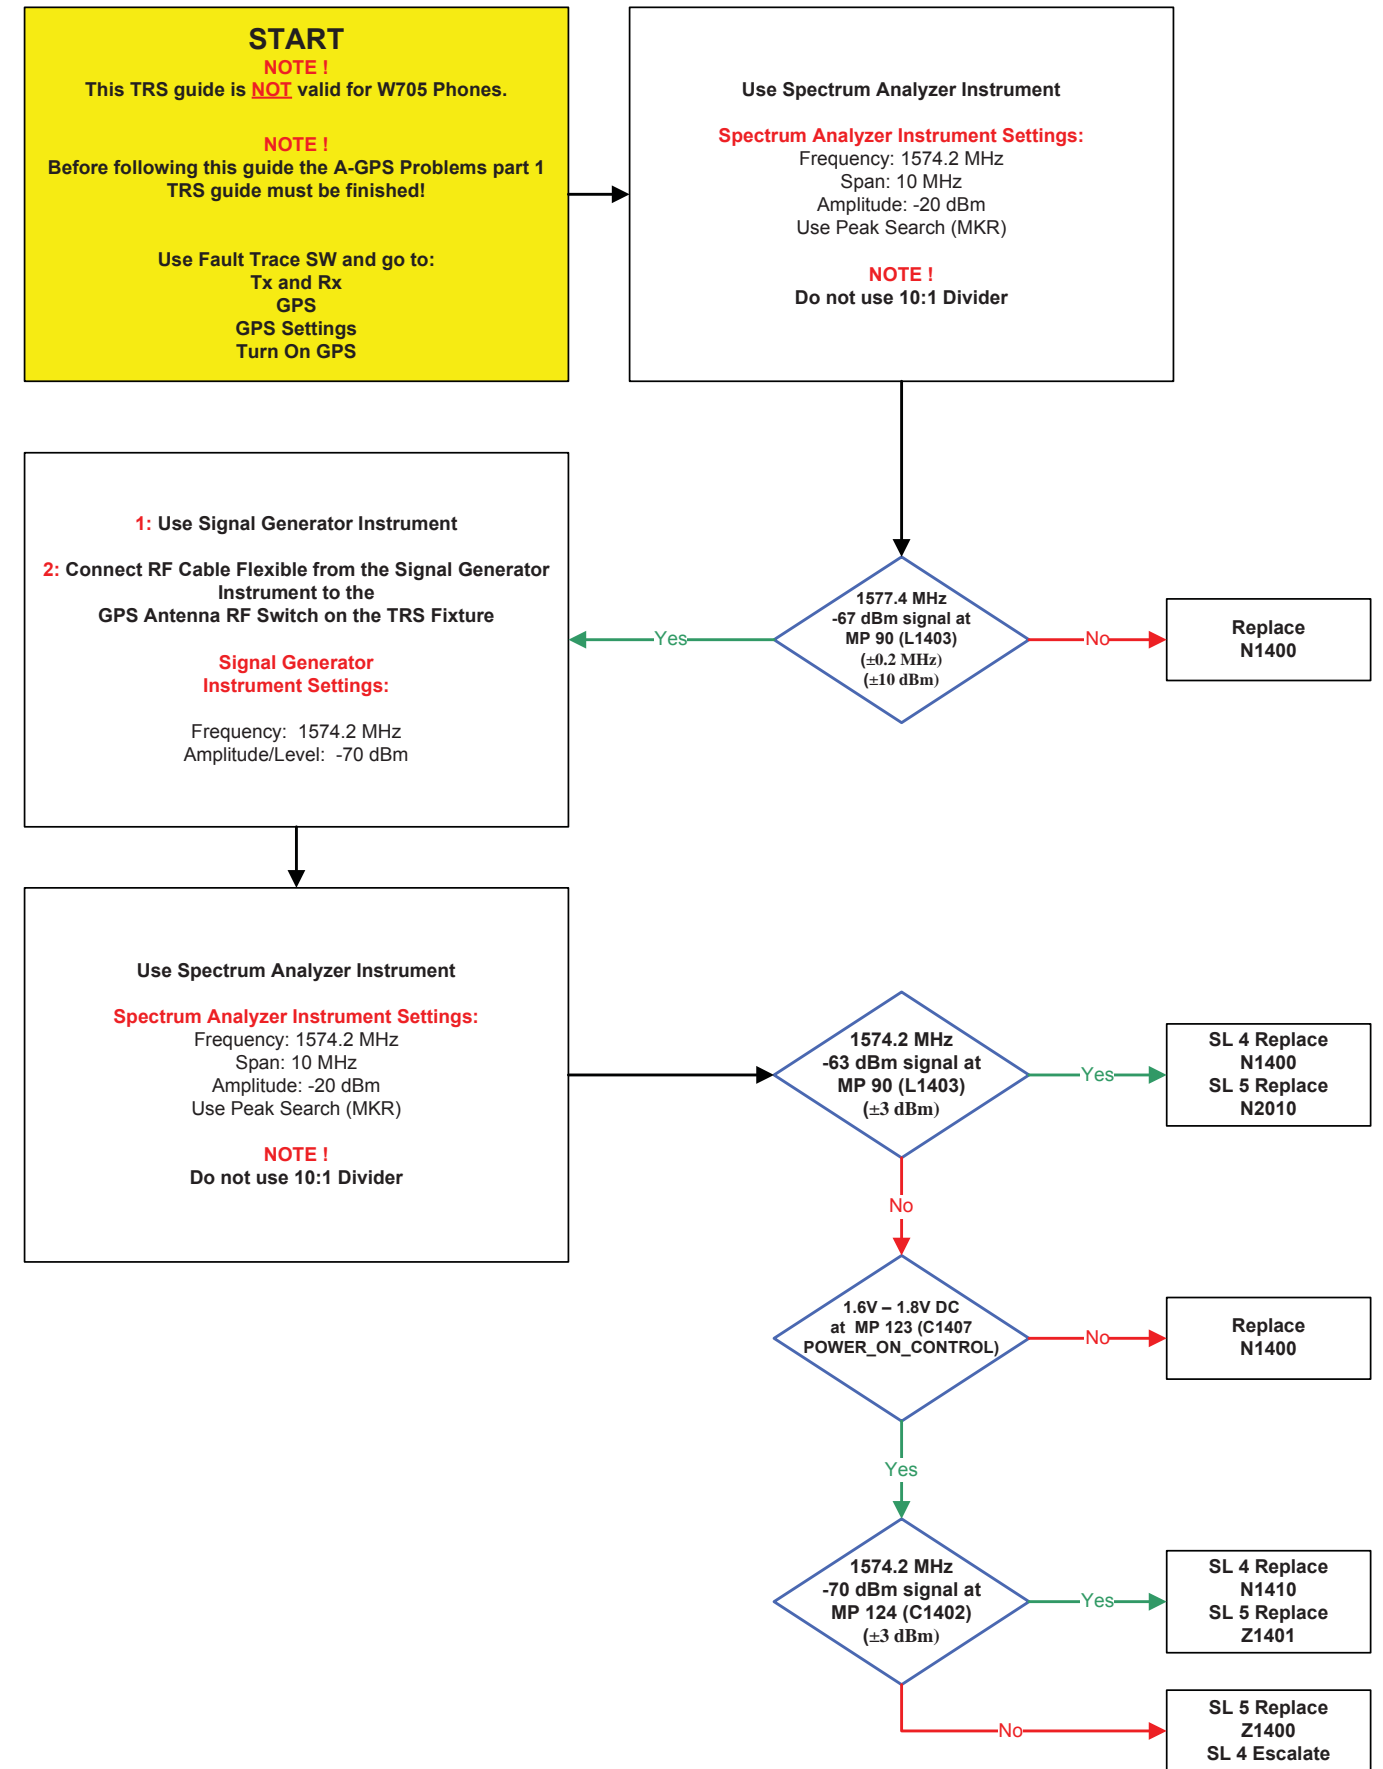 START
NOTE !
This TRS guide is NOT valid for W705 Phones.
NOTE !
Before following this guide the A-GPS Problems part 1
TRS guide must be finished!
Use Fault Trace SW and go to:
Tx and Rx
GPS
GPS Settings
Turn On GPS
Use Spectrum Analyzer Instrument
Spectrum Analyzer Instrument Settings:
Frequency: 1574.2 MHz
Span: 10 MHz
Amplitude: -20 dBm
Use Peak Search (MKR)
NOTE !
Do not use 10:1 Divider
1577.4 MHz
-67 dBm signal at
MP 90 (L1403)
(±0.2 MHz)
(±10 dBm)
No
Replace
N1400
Yes
1: Use Signal Generator Instrument
2: Connect RF Cable Flexible from the Signal Generator
Instrument to the
GPS Antenna RF Switch on the TRS Fixture
Signal Generator
Instrument Settings:
Frequency: 1574.2 MHz
Amplitude/Level: -70 dBm
Use Spectrum Analyzer Instrument
Spectrum Analyzer Instrument Settings:
Frequency: 1574.2 MHz
Span: 10 MHz
Amplitude: -20 dBm
Use Peak Search (MKR)
NOTE !
Do not use 10:1 Divider
1574.2 MHz
-63 dBm signal at
MP 90 (L1403)
(±3 dBm)
Yes
SL 4 Replace
N1400
SL 5 Replace
N2010
No
1.6V – 1.8V DC
at MP 123 (C1407
POWER_ON_CONTROL)
No
Replace
N1400
Yes
1574.2 MHz
-70 dBm signal at
MP 124 (C1402)
(±3 dBm)
Yes
SL 4 Replace
N1410
SL 5 Replace
Z1401
No
SL 5 Replace
Z1400
SL 4 Escalate